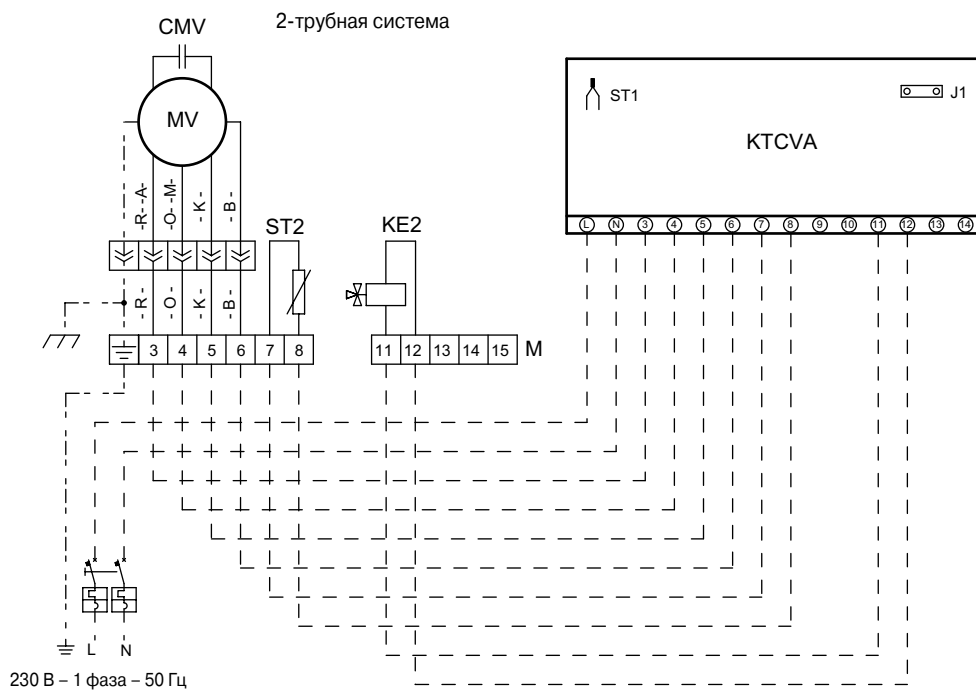 CMV
2-трубная система
ST1
J1
MV
KTCVA
L N 3 4 5 6 7 8 9 10 11 12 13 14
-R--A-
-O--M-
- K -
- B -
ST2
KE2
- R -
- O -
- K -
- B -
3 4 5 6 7 8
11 12 13 14 15 M
L N
230 В – 1 фаза – 50 Гц